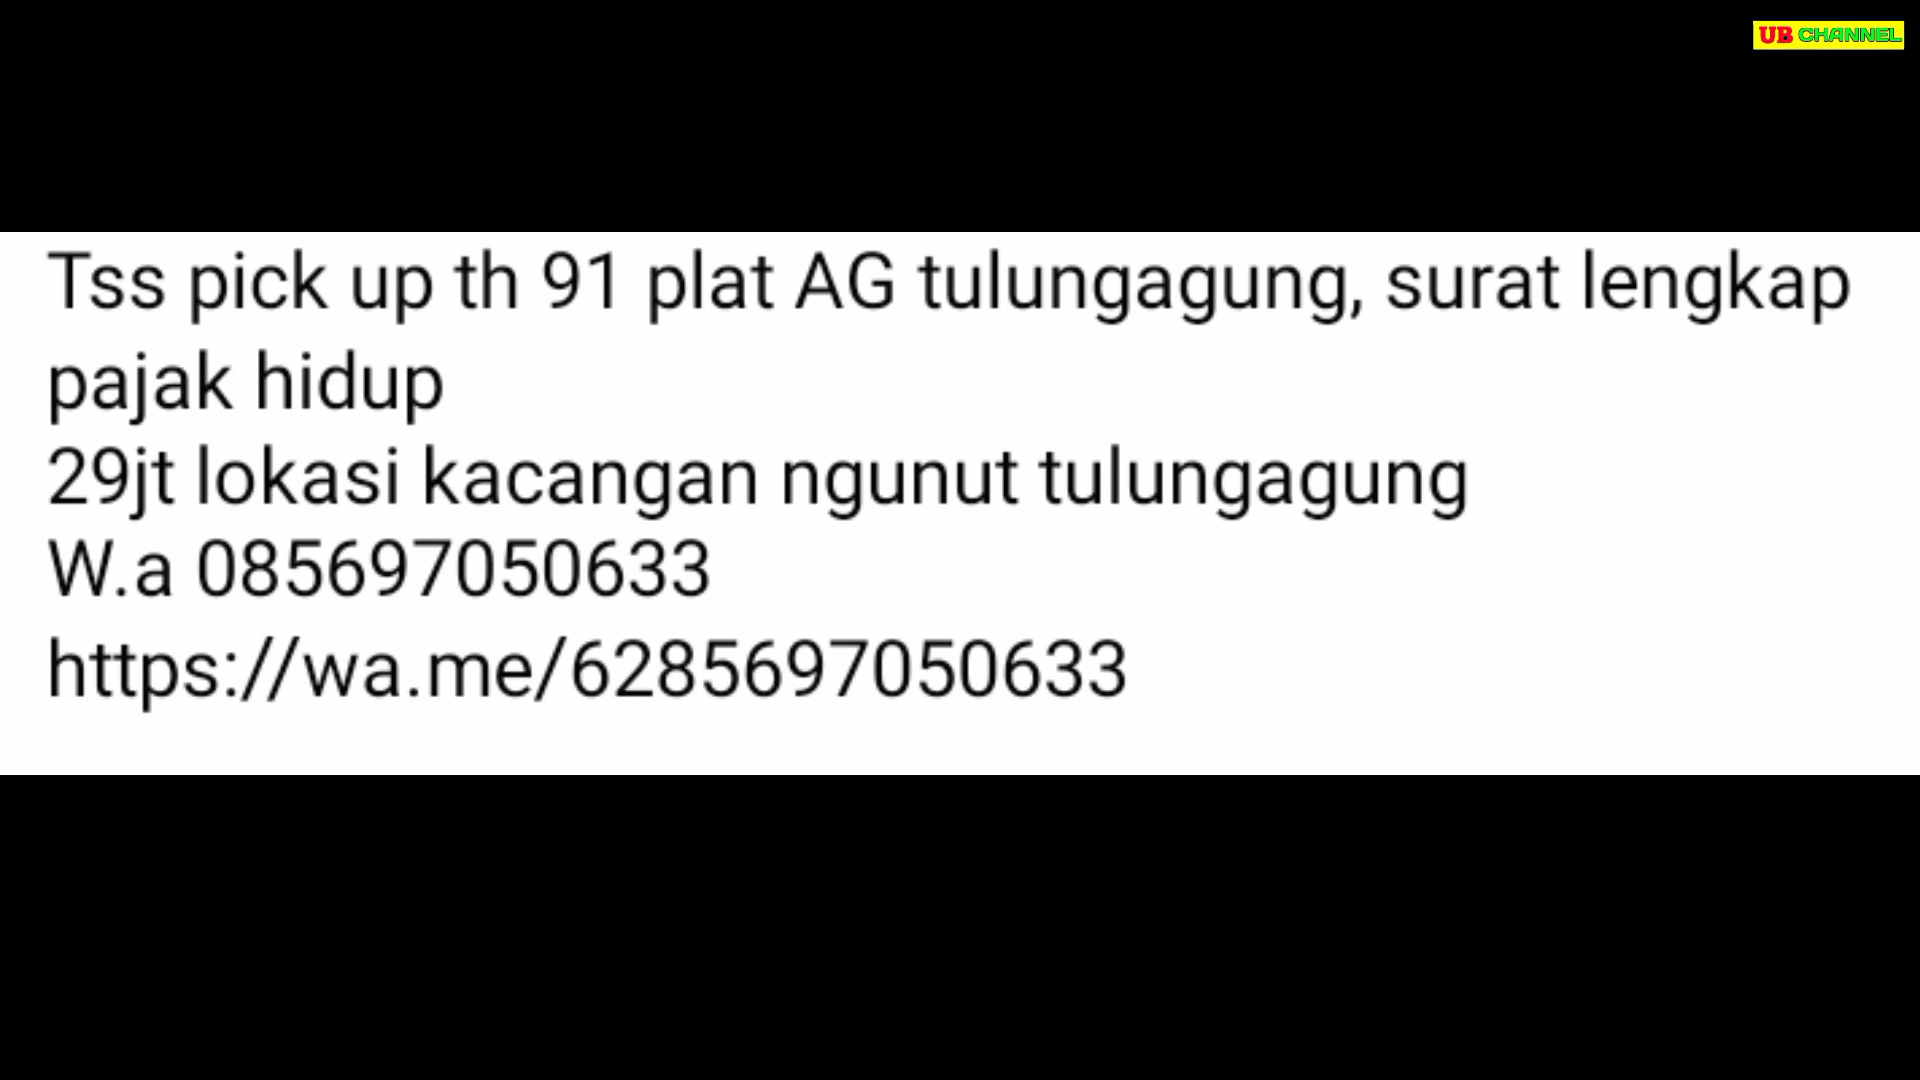 UB CHANNEL
Tss pick up th 91 plat AG tulungagung, surat lengkap
pajak hidup
29jt lokasi kacangan ngunut tulungagung
W.a 085697050633
https://wa.me/6285697050633